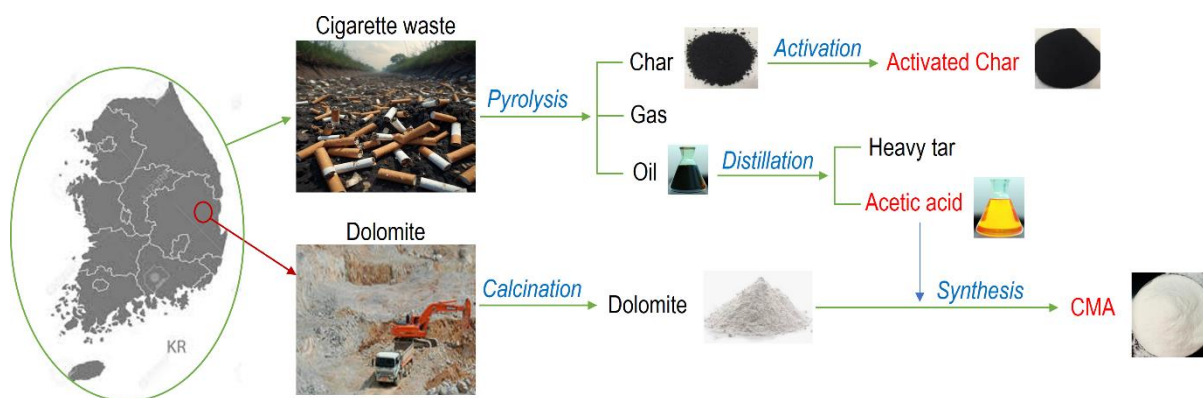 Cigarette waste
Pyrolysis
Char
Activation
Activated Char
Gas
Oil
Distillation
Heavy tar
Acetic acid
KR
Dolomite
Calcination
Dolomite
Synthesis
CMA